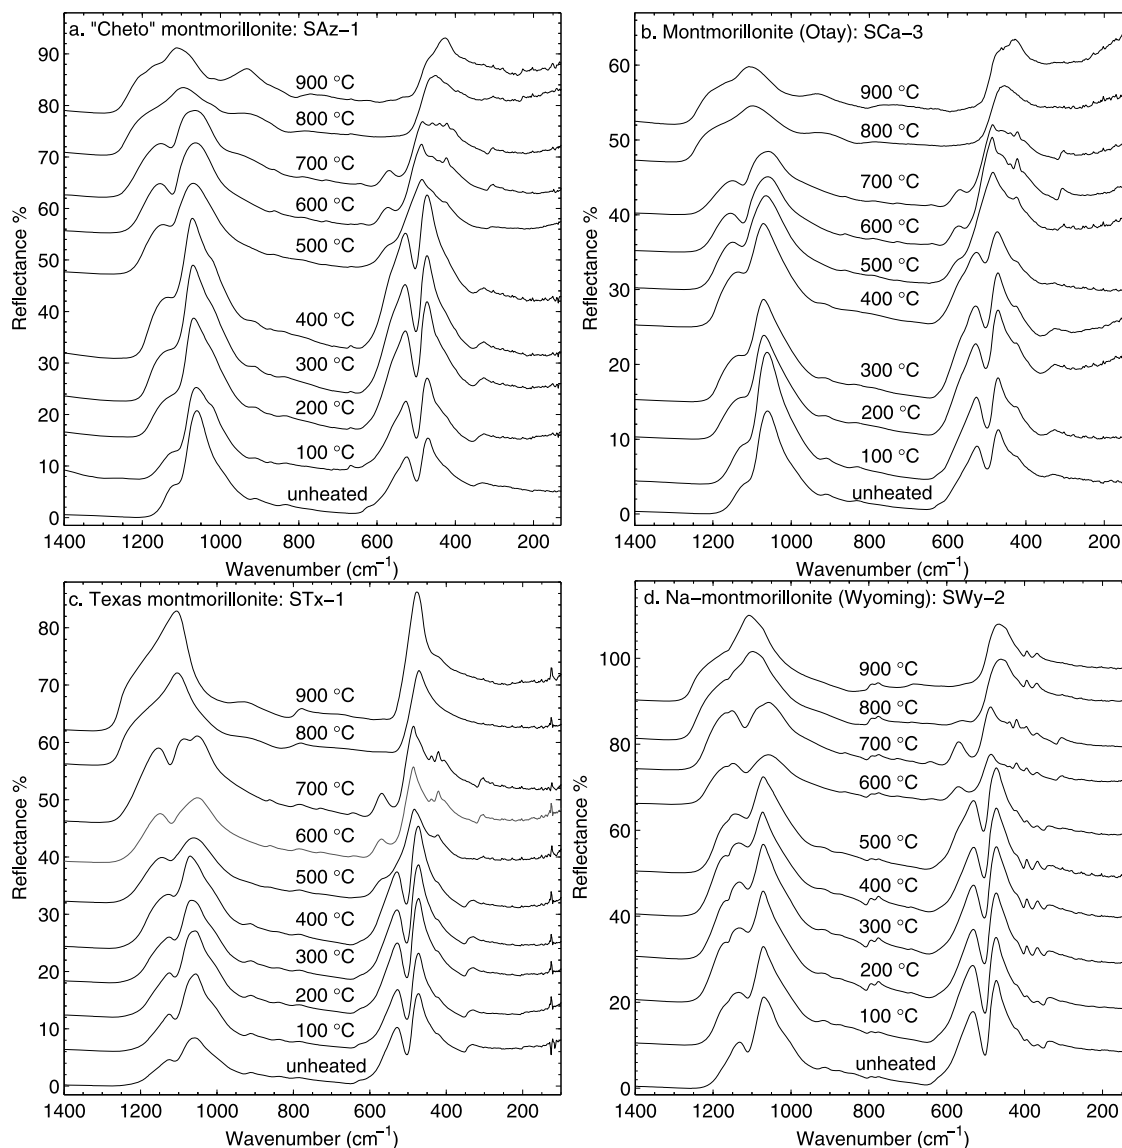 a. "Cheto" montmorillonite: SAz−1
90
80
70
60
50
40
30
20
10
0
Reflectance %
900 °C
800 °C
700 °C
600 °C
500 °C
400 °C
300 °C
200 °C
100 °C
unheated
1400 1200 1000 800 600 400 200
Wavenumber (cm−1)
b. Montmorillonite (Otay): SCa−3
60
50
40
30
20
10
0
Reflectance %
900 °C
800 °C
700 °C
600 °C
500 °C
400 °C
300 °C
200 °C
100 °C
unheated
1400 1200 1000 800 600 400 200
Wavenumber (cm−1)
c. Texas montmorillonite: STx−1
80
70
60
50
40
30
20
10
0
Reflectance %
900 °C
800 °C
700 °C
600 °C
500 °C
400 °C
300 °C
200 °C
100 °C
unheated
1400 1200 1000 800 600 400 200
Wavenumber (cm−1)
d. Na−montmorillonite (Wyoming): SWy−2
100
80
60
40
20
0
Reflectance %
900 °C
800 °C
700 °C
600 °C
500 °C
400 °C
300 °C
200 °C
100 °C
unheated
1400 1200 1000 800 600 400 200
Wavenumber (cm−1)